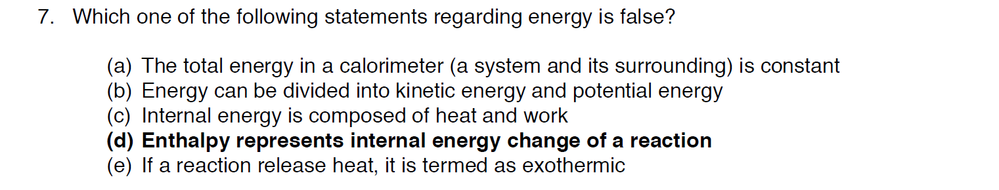 7. Which one of the following statements regarding energy is false?
(a) The total energy in a calorimeter (a system and its surrounding) is constant
(b) Energy can be divided into kinetic energy and potential energy
(c) Internal energy is composed of heat and work
(d) Enthalpy represents internal energy change of a reaction
(e) If a reaction release heat, it is termed as exothermic